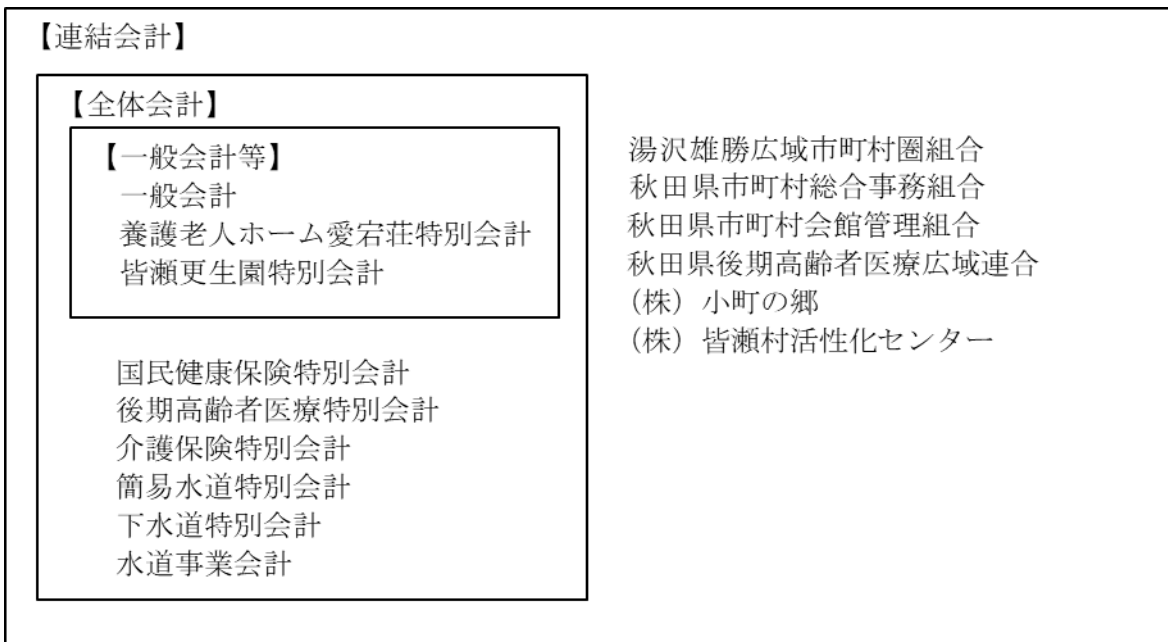 【連結会計】
【全体会計】
【一般会計等】
一般会計
養護老人ホーム愛宕荘特別会計
皆瀬更生園特別会計
国民健康保険特別会計
後期高齢者医療特別会計
介護保険特別会計
簡易水道特別会計
下水道特別会計
水道事業会計
湯沢雄勝広域市町村圏組合
秋田県市町村総合事務組合
秋田県市町村会館管理組合
秋田県後期高齢者医療広域連合
（株）小町の郷
（株）皆瀬村活性化センター